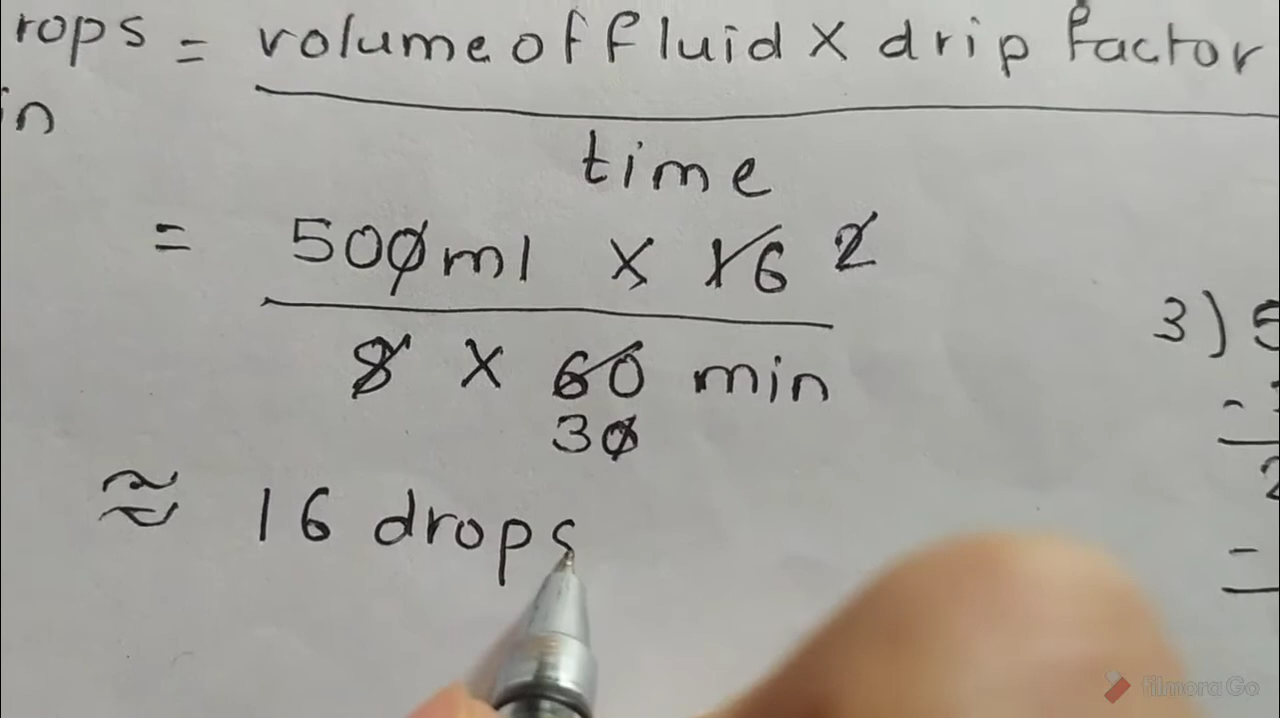 rops = volume of fluid X drip factor
in
time
= 500ml X 16 2
8 X 60 min
30
≈ 16 drops
3) 5
filmora Go